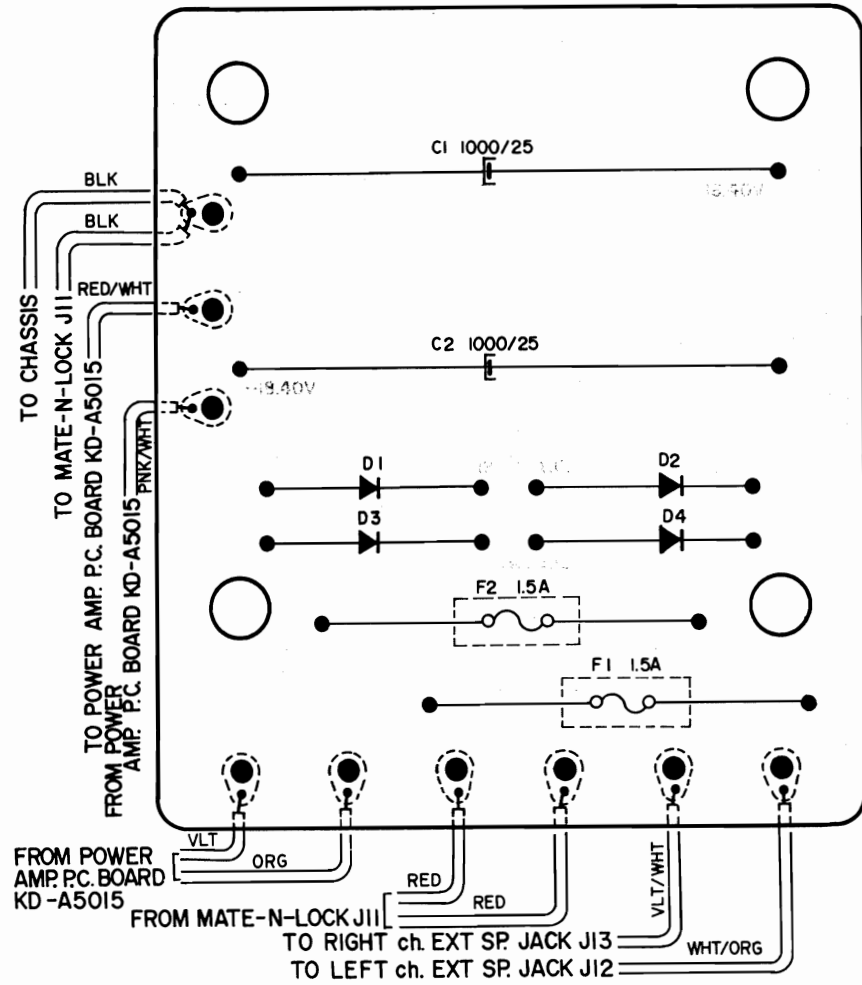 C1 1000/25
BLK
BLK
RED/WHT
C2 1000/25
PNK/WHT
TO CHASSIS
TO MATE-N-LOCK J11
TO POWER AMP. P.C. BOARD KD-A5015
FROM POWER
AMP. P.C. BOARD KD-A5015
D1
D2
D3
D4
F2 1.5A
F1 1.5A
VLT
ORG
FROM POWER
AMP. P.C. BOARD
KD-A5015
RED
RED
FROM MATE-N-LOCK J11
VLT/WHT
TO RIGHT ch. EXT SP. JACK J13
WHT/ORG
TO LEFT ch. EXT SP. JACK J12